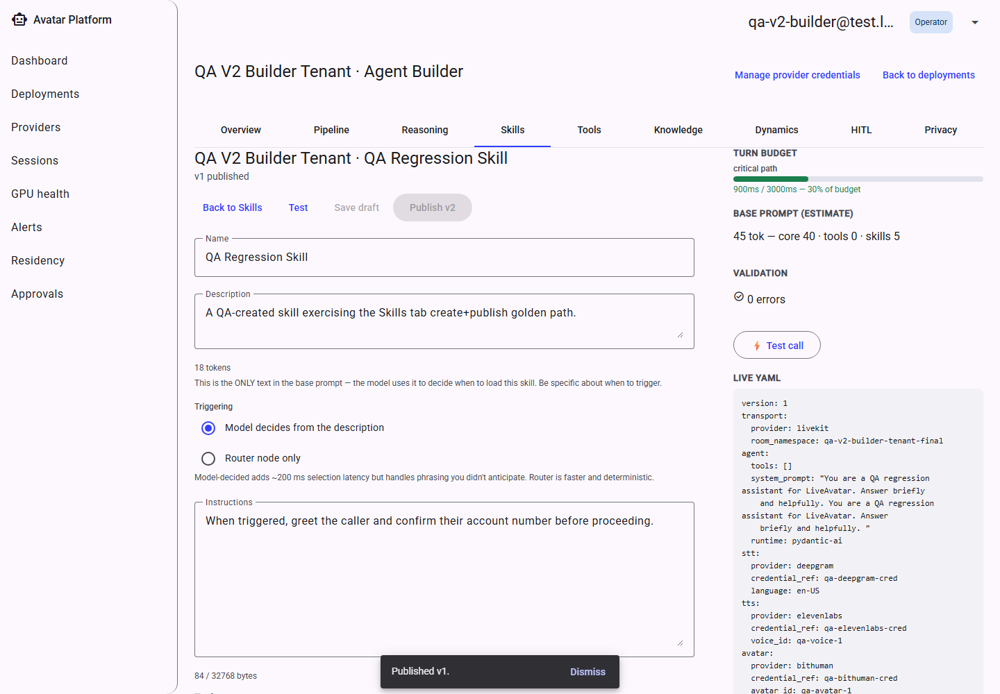 Avatar Platform
Dashboard
Deployments
Providers
Sessions
GPU health
Alerts
Residency
Approvals
qa-v2-builder@test.l...
Operator
QA V2 Builder Tenant · Agent Builder
Manage provider credentials
Back to deployments
Overview
Pipeline
Reasoning
Skills
Tools
Knowledge
Dynamics
HITL
Privacy
QA V2 Builder Tenant · QA Regression Skill
v1 published
Back to Skills
Test
Save draft
Publish v2
Name
QA Regression Skill
Description
A QA-created skill exercising the Skills tab create+publish golden path.
18 tokens
This is the ONLY text in the base prompt — the model uses it to decide when to load this skill. Be specific about when to trigger.
Triggering
Model decides from the description
Router node only
Model-decided adds ~200 ms selection latency but handles phrasing you didn't anticipate. Router is faster and deterministic.
Instructions
When triggered, greet the caller and confirm their account number before proceeding.
84 / 32768 bytes
TURN BUDGET
critical path
900ms / 3000ms — 30% of budget
BASE PROMPT (ESTIMATE)
45 tok — core 40 · tools 0 · skills 5
VALIDATION
0 errors
Test call
LIVE YAML
version: 1
transport:
  provider: livekit
  room_namespace: qa-v2-builder-tenant-final
agent:
  tools: []
  system_prompt: "You are a QA regression
assistant for LiveAvatar. Answer briefly
    and helpfully. You are a QA regression
assistant for LiveAvatar. Answer
    briefly and helpfully. "
  runtime: pydantic-ai
stt:
  provider: deepgram
  credential_ref: qa-deepgram-cred
  language: en-US
tts:
  provider: elevenlabs
  credential_ref: qa-elevenlabs-cred
  voice_id: qa-voice-1
avatar:
  provider: bithuman
  credential_ref: qa-bithuman-cred
  avatar_id: qa-avatar-1
Published v1.
Dismiss